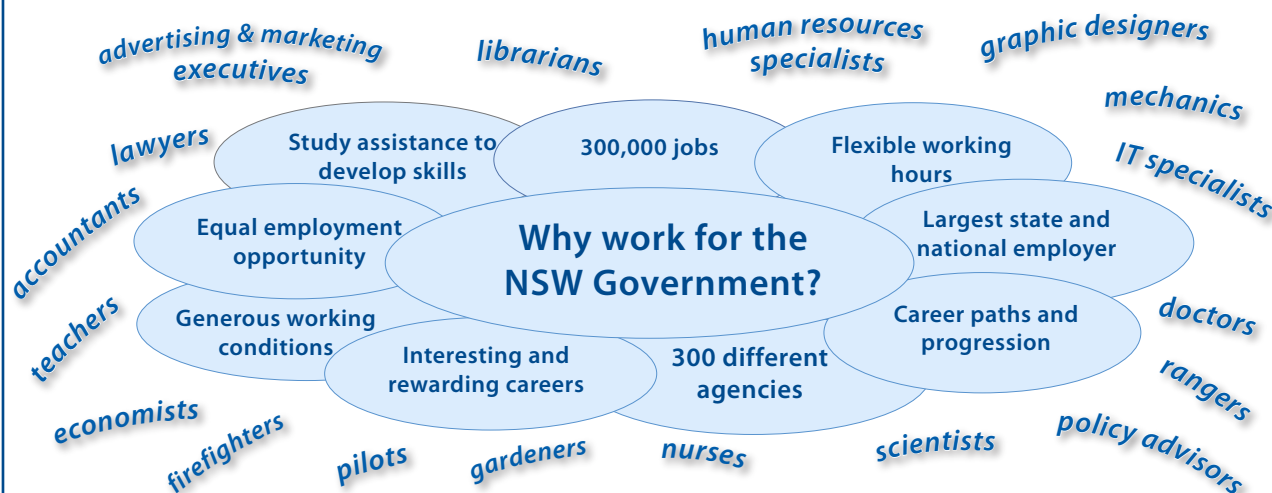 advertising & marketing
executives
librarians
human resources
specialists
graphic designers
mechanics
lawyers
Study assistance to
develop skills
300,000 jobs
Flexible working
hours
IT specialists
accountants
Equal employment
opportunity
Why work for the
NSW Government?
Largest state and
national employer
teachers
Generous working
conditions
Interesting and
rewarding careers
300 different
agencies
Career paths and
progression
doctors
rangers
economists
firefighters
pilots
gardeners
nurses
scientists
policy advisors